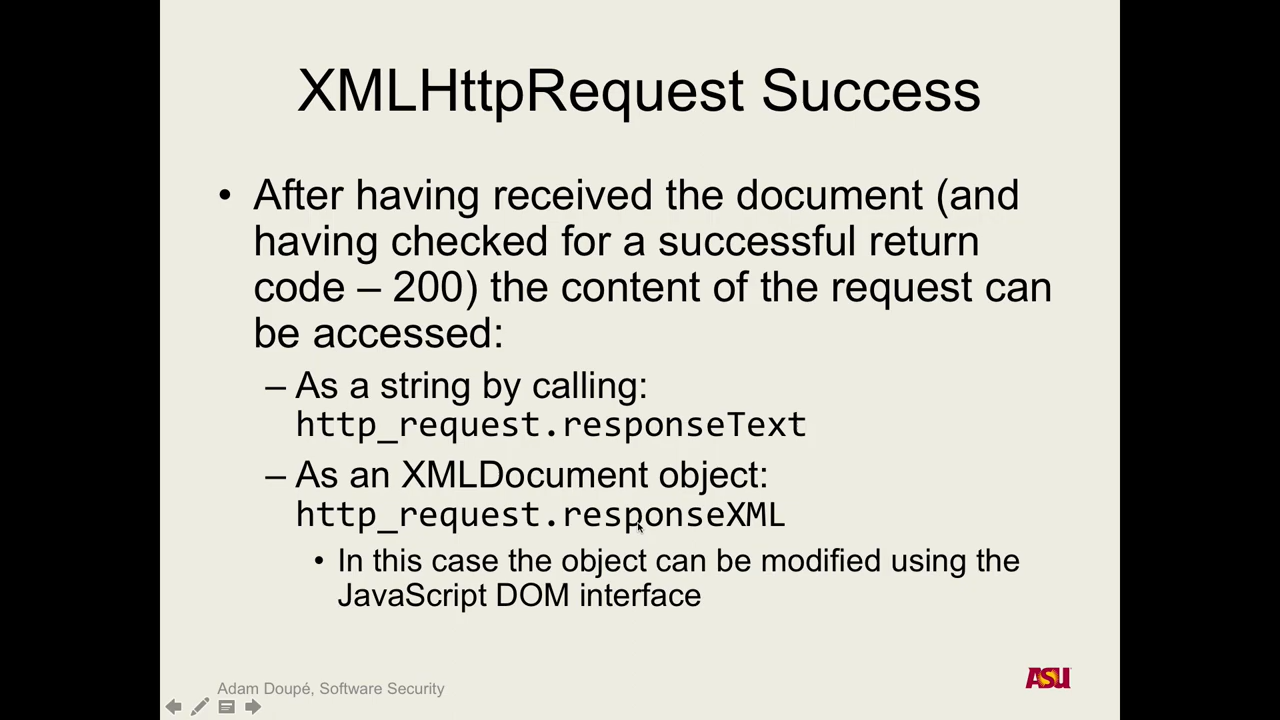 XMLHttpRequest Success
• After having received the document (and
having checked for a successful return
code – 200) the content of the request can
be accessed:
– As a string by calling:
http_request.responseText
– As an XMLDocument object:
http_request.responseXML
• In this case the object can be modified using the
JavaScript DOM interface
Adam Doupé, Software Security
ASU